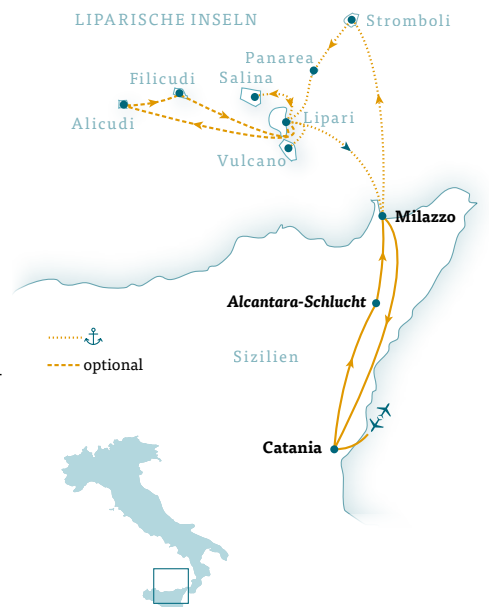 LIPARISCHE INSELN
Stromboli
Panarea
Filicudi
Salina
Alicudi
Lipari
Vulcano
Milazzo
Alcantara-Schlucht
optional
Sizilien
Catania